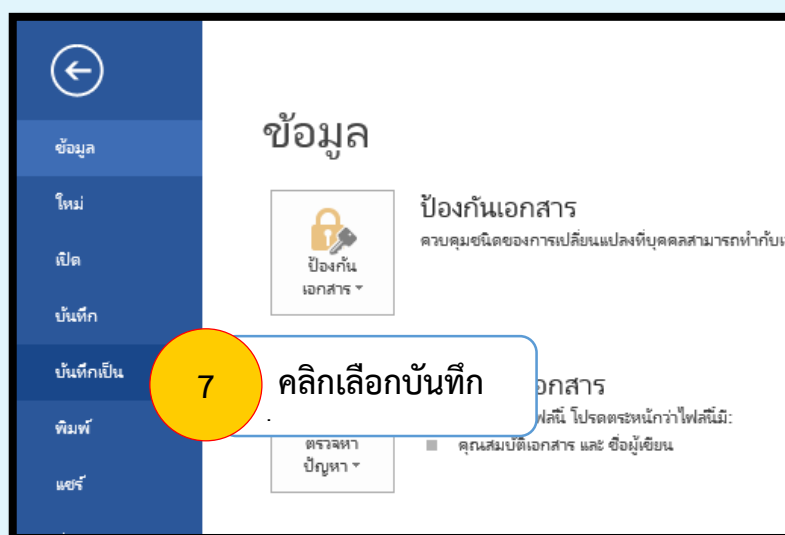 ข้อมูล
ใหม่
เปิด
บันทึก
บันทึกเป็น
พิมพ์
แชร์
ข้อมูล
ป้องกัน
เอกสาร
ป้องกันเอกสาร
ควบคุมชนิดของการเปลี่ยนแปลงที่บุคคลสามารถทำกับ
7
คลิกเลือกบันทึก
ตรวจหา
ปัญหา
อกสาร
ฟล์นี้ โปรดตระหนักว่าไฟล์นี้มี:
คุณสมบัติเอกสาร และ ชื่อผู้เขียน